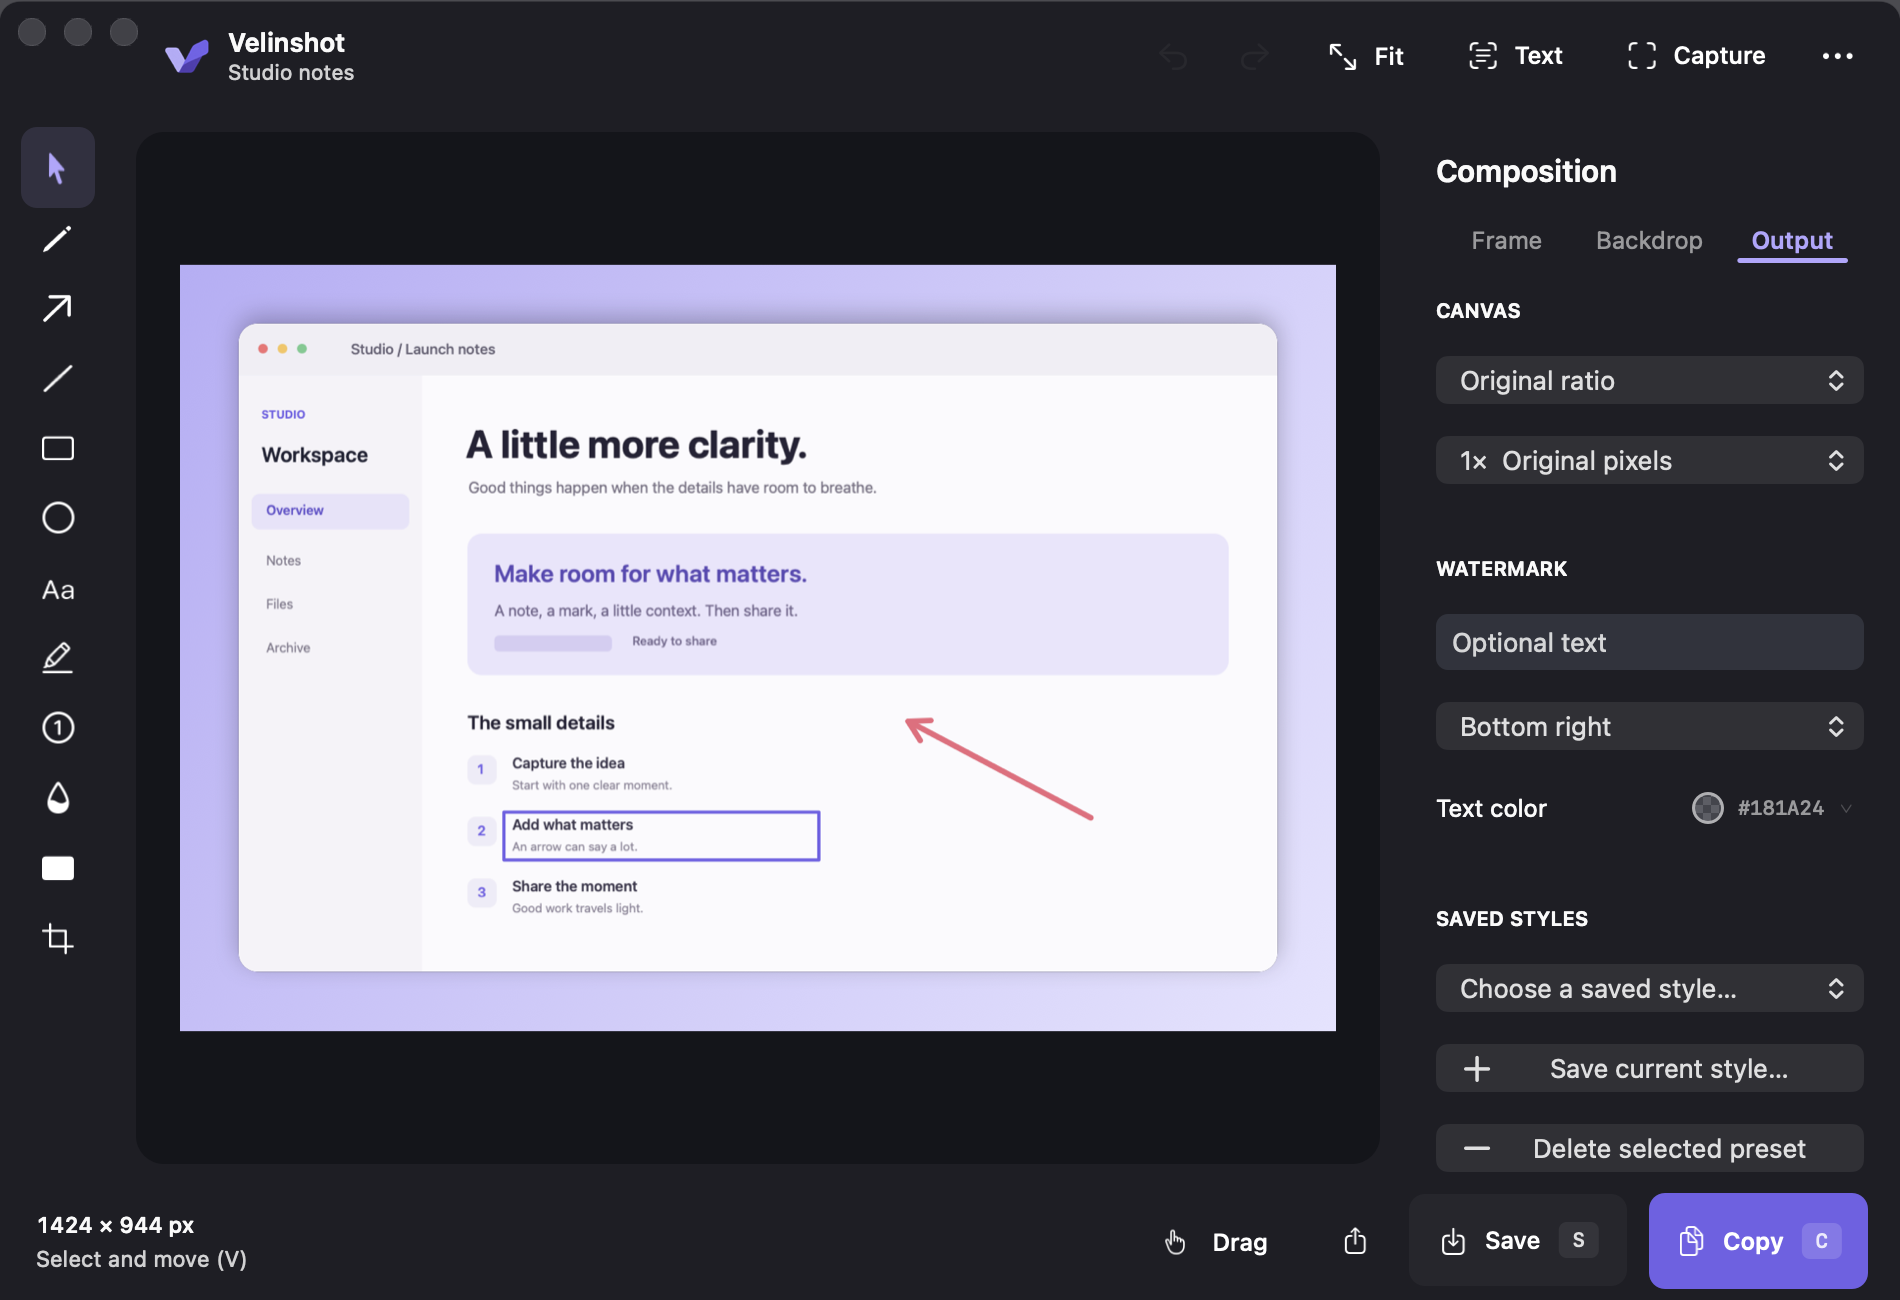 Velinshot
Studio notes
Fit
Text
Capture
Aa
1
Studio / Launch notes
STUDIO
Workspace
Overview
Notes
Files
Archive
A little more clarity.
Good things happen when the details have room to breathe.
Make room for what matters.
A note, a mark, a little context. Then share it.
Ready to share
The small details
1
Capture the idea
Start with one clear moment.
2
Add what matters
An arrow can say a lot.
3
Share the moment
Good work travels light.
Composition
Frame
Backdrop
Output
CANVAS
Original ratio
1× Original pixels
WATERMARK
Optional text
Bottom right
Text color
#181A24
SAVED STYLES
Choose a saved style...
Save current style...
Delete selected preset
1424 × 944 px
Select and move (V)
Drag
Save S
Copy C